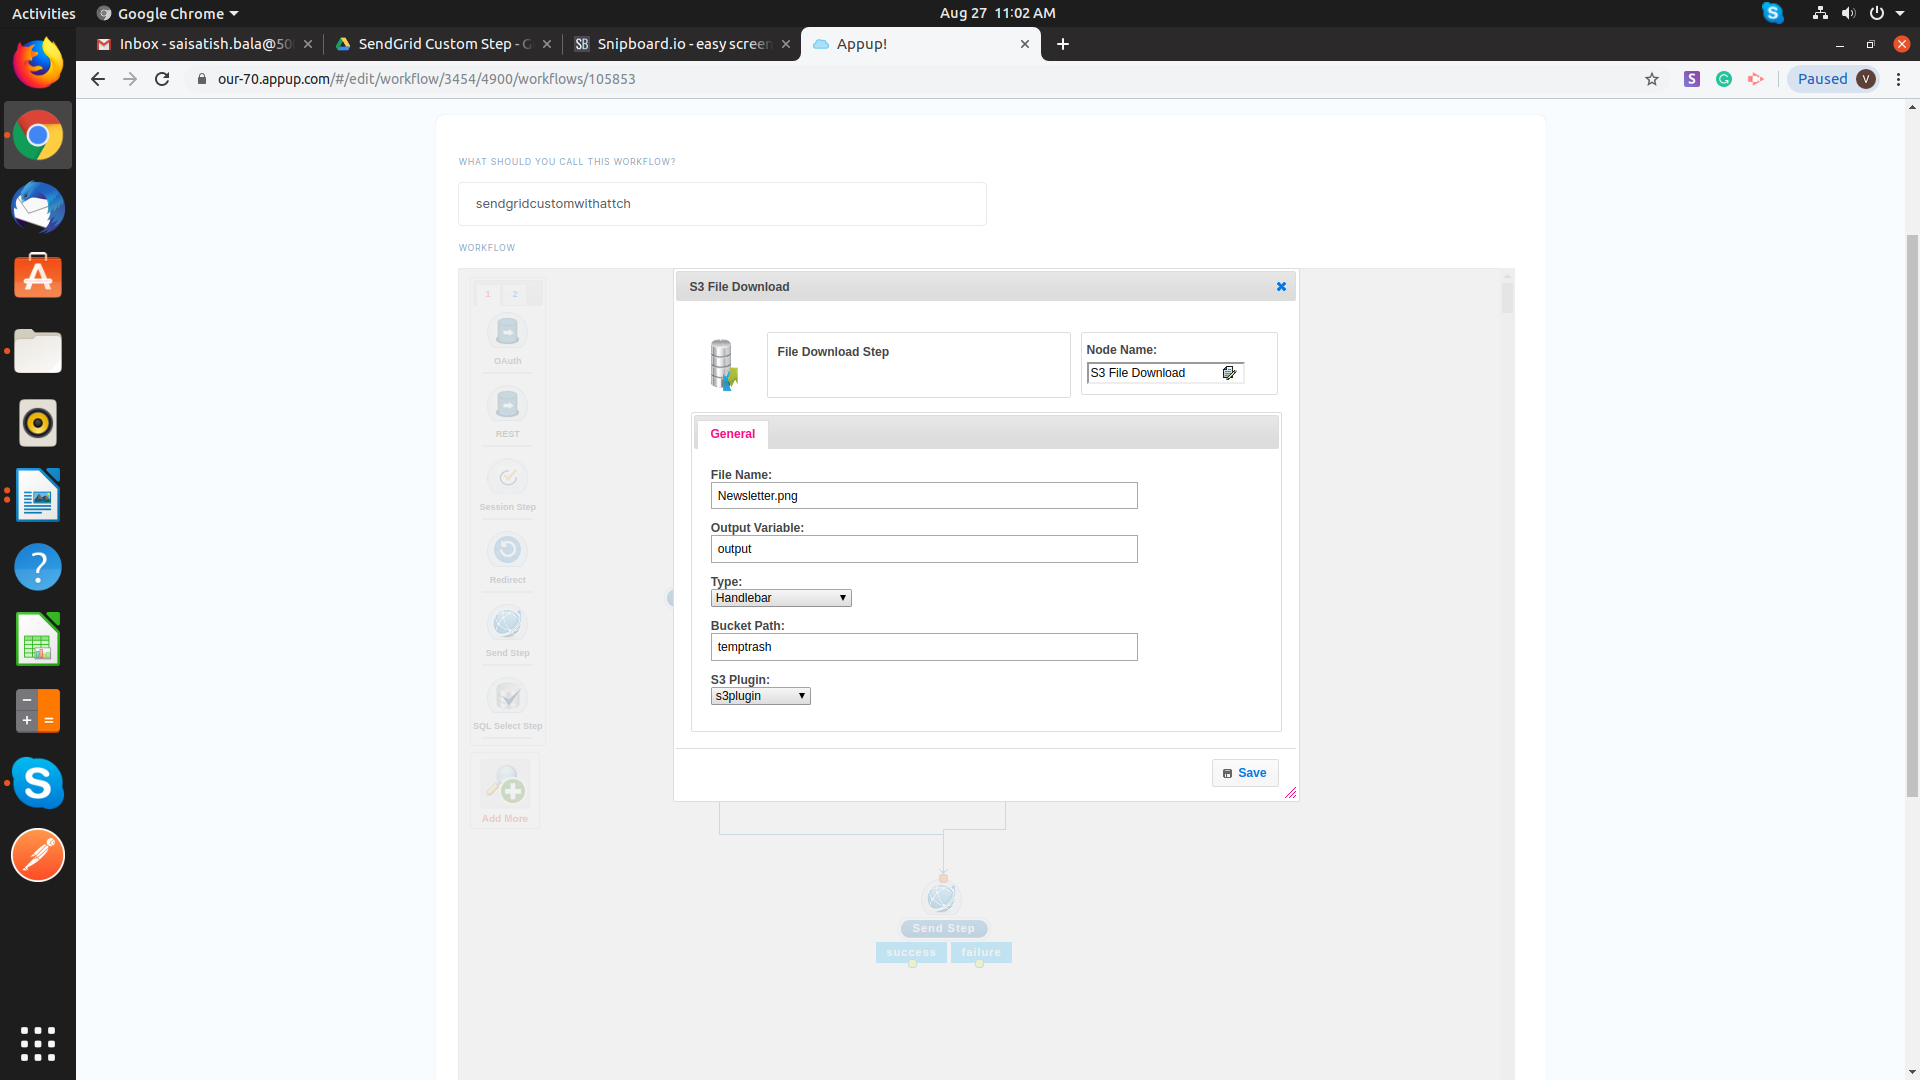 Activities
Google Chrome
Aug 27 11:02 AM
Inbox - saisatish.bala@50
SendGrid Custom Step - G
SB
Snipboard.io - easy screen
Appup!
our-70.appup.com/#/edit/workflow/3454/4900/workflows/105853
S
G
Paused
V
WHAT SHOULD YOU CALL THIS WORKFLOW?
sendgridcustomwithattch
WORKFLOW
1
2
OAuth
REST
Session Step
Redirect
Send Step
SQL Select Step
Add More
S3 File Download
File Download Step
Node Name:
S3 File Download
General
File Name:
Newsletter.png
Output Variable:
output
Type:
Handlebar
Bucket Path:
temptrash
S3 Plugin:
s3plugin
Save
Send Step
success
failure